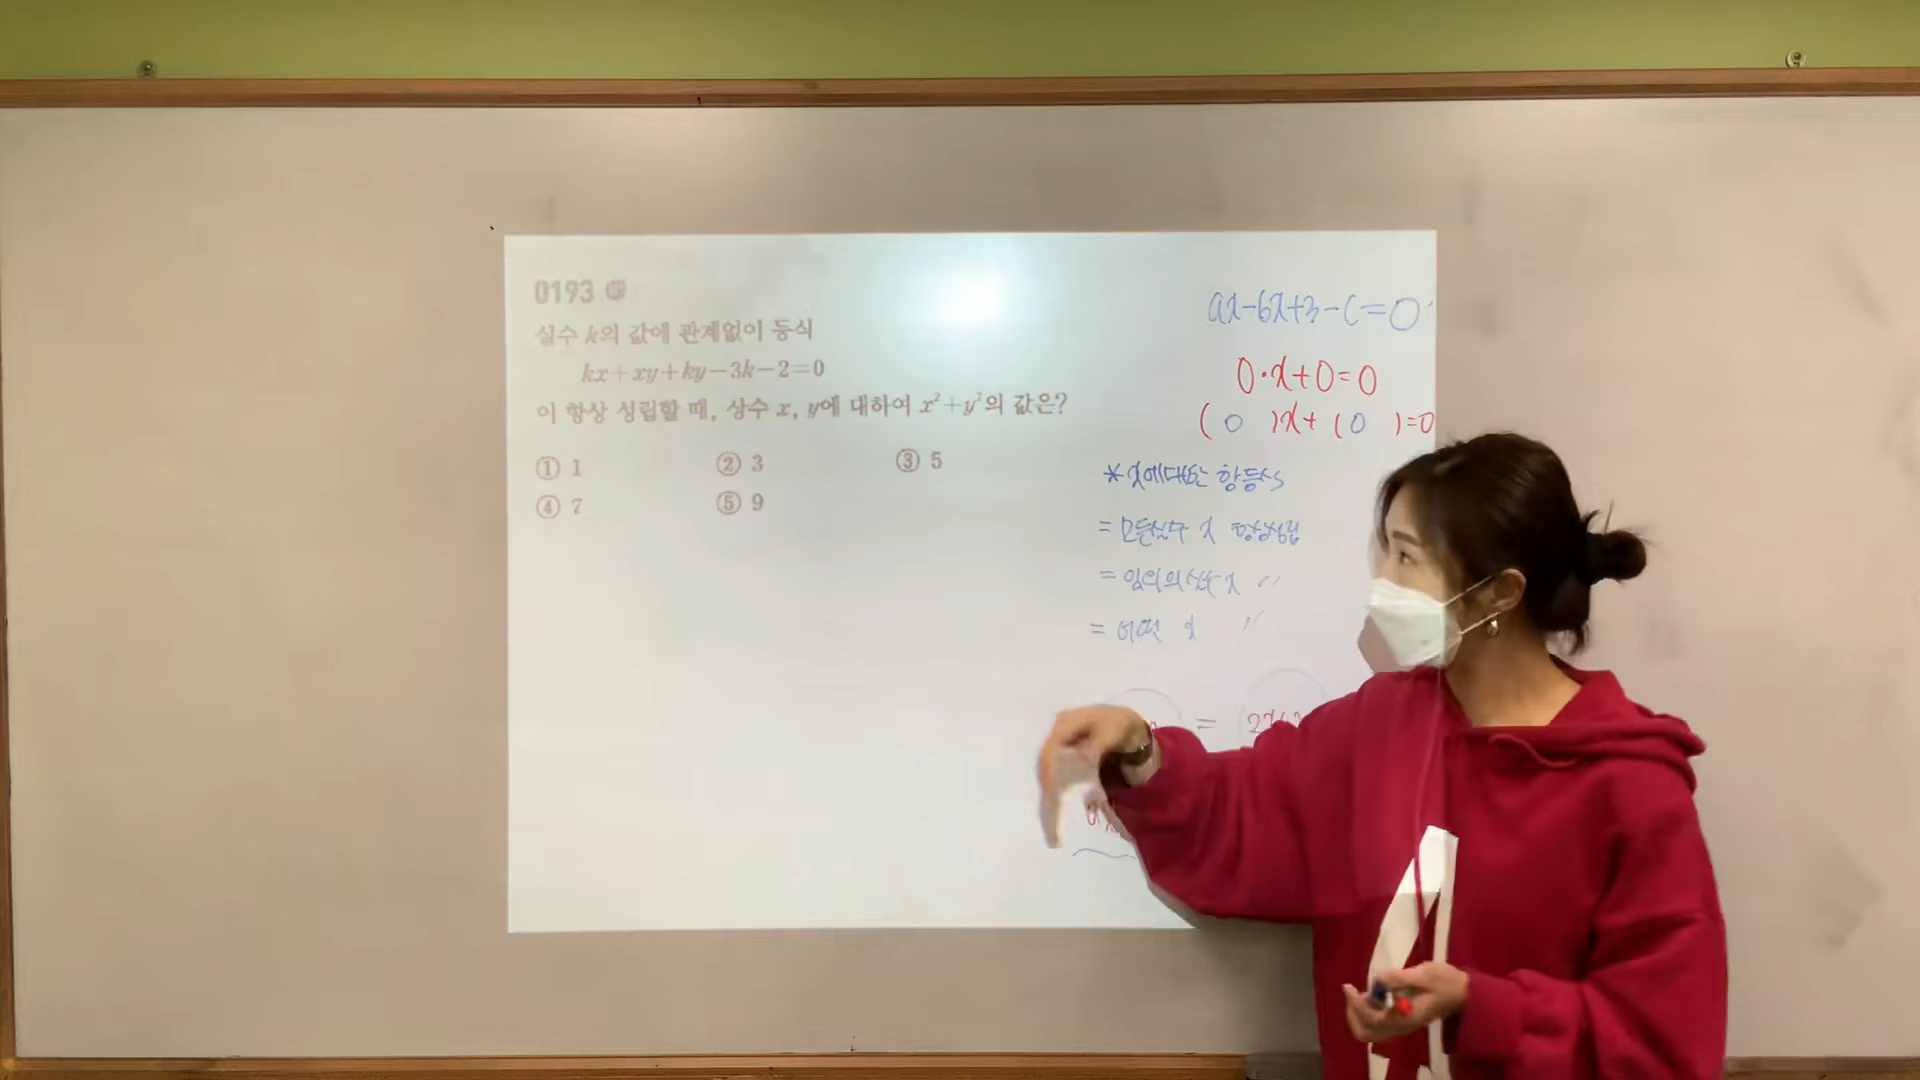 0193
실수 k의 값에 관계없이 등식
kx+xy+ky-3k-2=0
이 항상 성립할 때, 상수 x, y에 대하여 x²+y²의 값은?
① 1 ② 3 ③ 5
④ 7 ⑤ 9
ax-6x+3-c=0
0·x+0=0
( 0 )x+( 0 )=0
*x에대한 항등식
=모든실수 x 항상성립
=임의의실수 x 〃
=어떤 x 〃
=